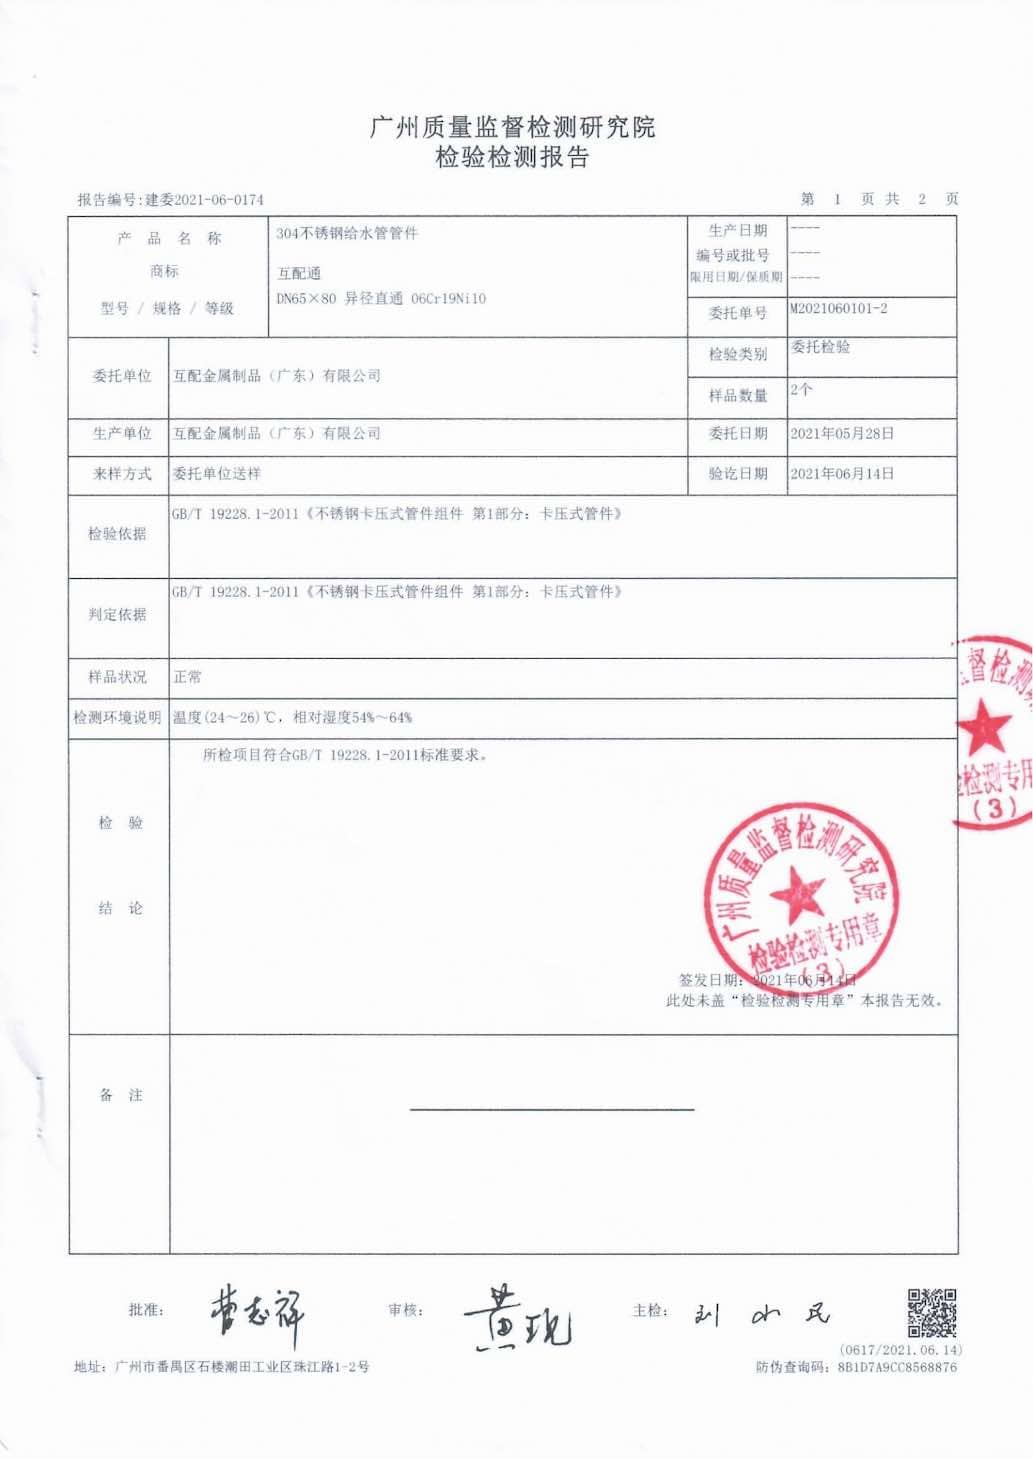 广州质量监督检测研究院
检验检测报告
报告编号:建委2021-06-0174
第 1 页 共 2 页
产品名称
304不锈钢给水管管件
商标
互配通
型号 / 规格 / 等级
DN65×80 异径直通 06Cr19Ni10
生产日期
----
编号或批号
----
限用日期/保质期
----
委托单号
M2021060101-2
委托单位
互配金属制品（广东）有限公司
检验类别
委托检验
样品数量
2个
生产单位
互配金属制品（广东）有限公司
委托日期
2021年05月28日
来样方式
委托单位送样
验讫日期
2021年06月14日
检验依据
GB/T 19228.1-2011《不锈钢卡压式管件组件 第1部分：卡压式管件》
判定依据
GB/T 19228.1-2011《不锈钢卡压式管件组件 第1部分：卡压式管件》
样品状况
正常
检测环境说明
温度(24～26)℃，相对湿度54%～64%
检验
结论
所检项目符合GB/T 19228.1-2011标准要求。
广州质量监督检测研究院
检验检测专用章
(3)
签发日期：2021年06月14日
此处未盖“检验检测专用章”本报告无效。
督检测
检测专用
(3)
备注
批准：
曹志祥
审核：
黄现
主检：
刘小民
(0617/2021.06.14)
地址：广州市番禺区石楼潮田工业区珠江路1-2号
防伪查询码：8B1D7A9CC8568876